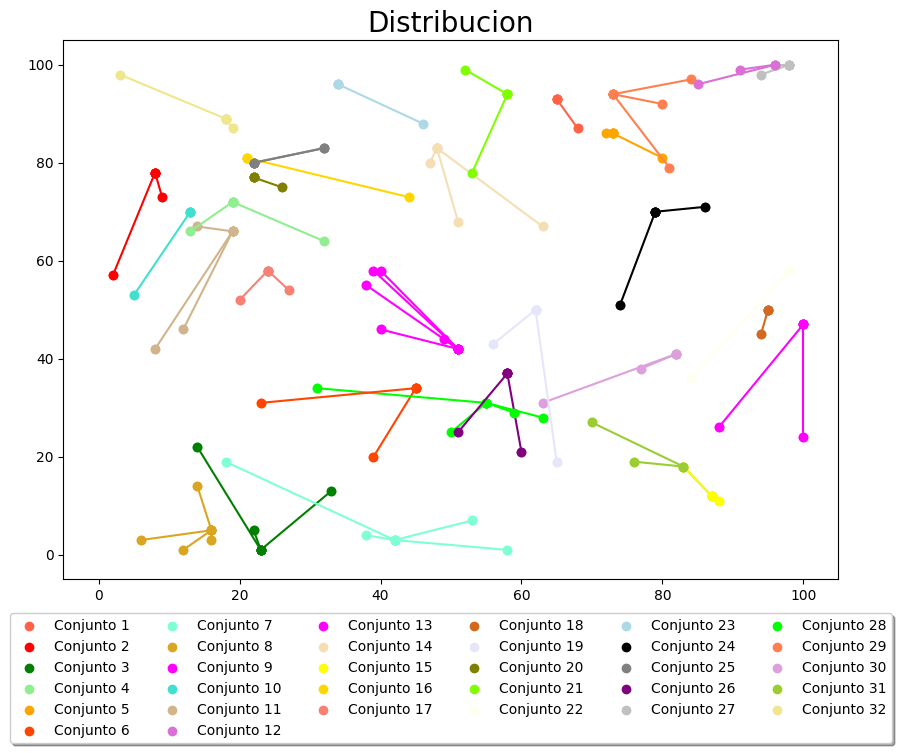 Distribucion
100
80
60
40
20
0
0 20 40 60 80 100
Conjunto 1 Conjunto 7 Conjunto 13 Conjunto 18 Conjunto 23 Conjunto 28
Conjunto 2 Conjunto 8 Conjunto 14 Conjunto 19 Conjunto 24 Conjunto 29
Conjunto 3 Conjunto 9 Conjunto 15 Conjunto 20 Conjunto 25 Conjunto 30
Conjunto 4 Conjunto 10 Conjunto 16 Conjunto 21 Conjunto 26 Conjunto 31
Conjunto 5 Conjunto 11 Conjunto 17 Conjunto 22 Conjunto 27 Conjunto 32
Conjunto 6 Conjunto 12